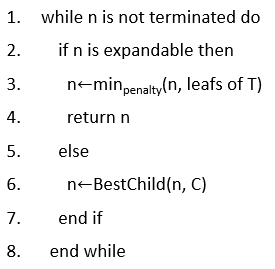 1. while n is not terminated do
2. if n is expandable then
3. n←min_penalty(n, leafs of T)
4. return n
5. else
6. n←BestChild(n, C)
7. end if
8. end while